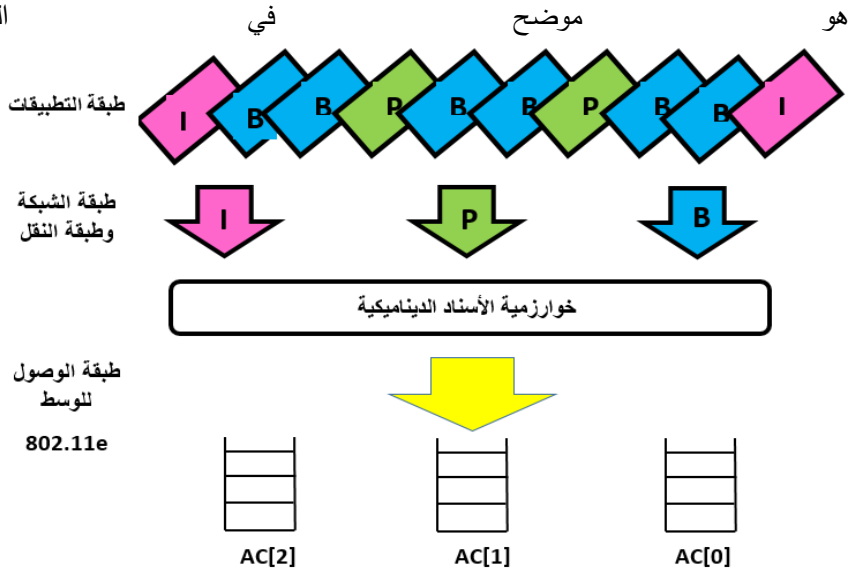 هو موضح في
طبقة التطبيقات
I B B P B B P B B I
طبقة الشبكة
وطبقة النقل
I P B
خوارزمية الأسناد الديناميكية
طبقة الوصول
للوسط
802.11e
AC[2] AC[1] AC[0]